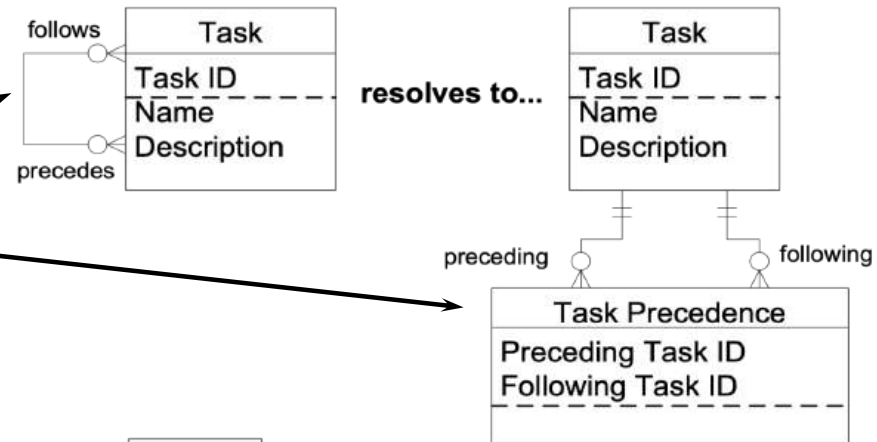 follows
Task
Task ID
Name
Description
precedes
resolves to...
Task
Task ID
Name
Description
preceding
following
Task Precedence
Preceding Task ID
Following Task ID